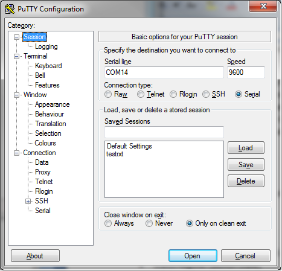 PuTTY Configuration
Category:
Session
Logging
Terminal
Keyboard
Bell
Features
Window
Appearance
Behaviour
Translation
Selection
Colours
Connection
Data
Proxy
Telnet
Rlogin
SSH
Serial
Basic options for your PuTTY session
Specify the destination you want to connect to
Serial line Speed
COM14 9600
Connection type:
Raw Telnet Rlogin SSH Serial
Load, save or delete a stored session
Saved Sessions
Default Settings
Load
Save
Delete
Close window on exit
Always Never Only on clean exit
About Open Cancel